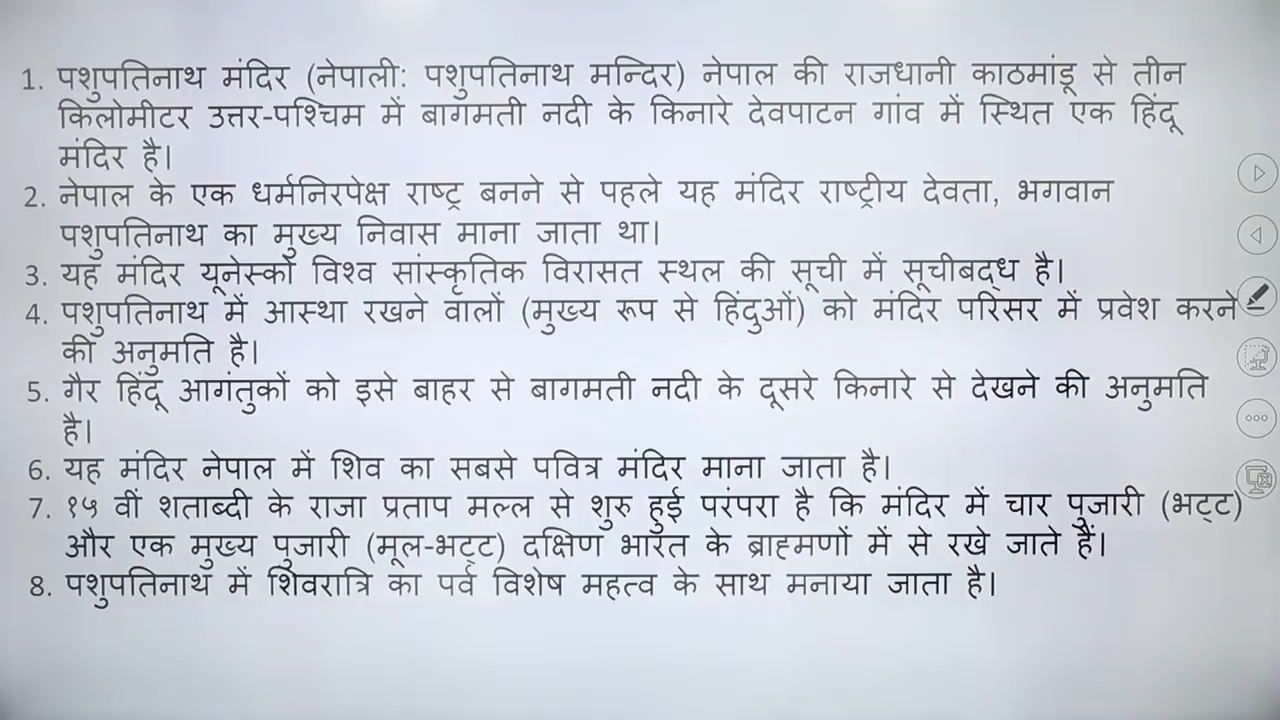 1. पशुपतिनाथ मंदिर (नेपाली: पशुपतिनाथ मन्दिर) नेपाल की राजधानी काठमांडू से तीन
किलोमीटर उत्तर-पश्चिम में बागमती नदी के किनारे देवपाटन गांव में स्थित एक हिंदू
मंदिर है।
2. नेपाल के एक धर्मनिरपेक्ष राष्ट्र बनने से पहले यह मंदिर राष्ट्रीय देवता, भगवान
पशुपतिनाथ का मुख्य निवास माना जाता था।
3. यह मंदिर यूनेस्को विश्व सांस्कृतिक विरासत स्थल की सूची में सूचीबद्ध है।
4. पशुपतिनाथ में आस्था रखने वालों (मुख्य रूप से हिंदुओं) को मंदिर परिसर में प्रवेश करने
की अनुमति है।
5. गैर हिंदू आगंतुकों को इसे बाहर से बागमती नदी के दूसरे किनारे से देखने की अनुमति
है।
6. यह मंदिर नेपाल में शिव का सबसे पवित्र मंदिर माना जाता है।
7. १५ वीं शताब्दी के राजा प्रताप मल्ल से शुरु हुई परंपरा है कि मंदिर में चार पुजारी (भट्ट)
और एक मुख्य पुजारी (मूल-भट्ट) दक्षिण भारत के ब्राह्मणों में से रखे जाते हैं।
8. पशुपतिनाथ में शिवरात्रि का पर्व विशेष महत्व के साथ मनाया जाता है।